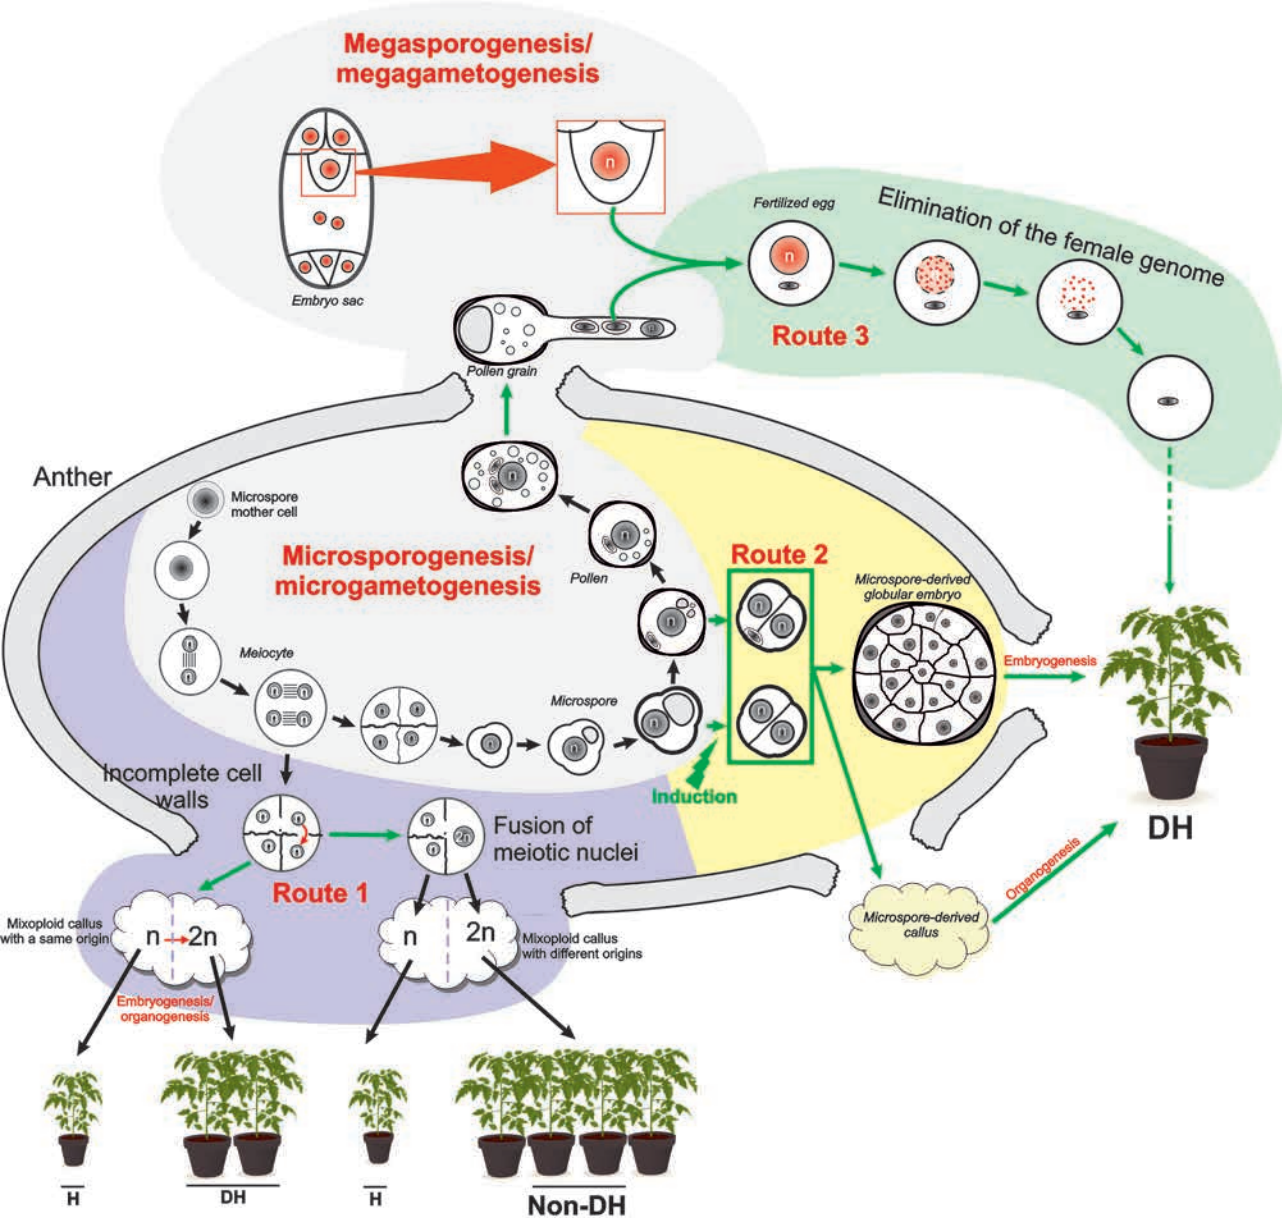 Megasporogenesis/
megagametogenesis
n
Embryo sac
Fertilized egg
n
Elimination of the female genome
Route 3
Pollen grain
Anther
Microspore
mother cell
n
Microsporogenesis/
microgametogenesis
n
Pollen
Route 2
Microspore-derived
globular embryo
n
n
n
Meiocyte
Embryogenesis
Microspore
n
n
n
n
Induction
Incomplete cell
walls
Fusion of
meiotic nuclei
2n
Route 1
DH
Organogenesis
Mixoploid callus
with a same origin
n
2n
n
2n
Mixoploid callus
with different origins
Microspore-derived
callus
Embryogenesis/
organogenesis
H
DH
H
Non-DH